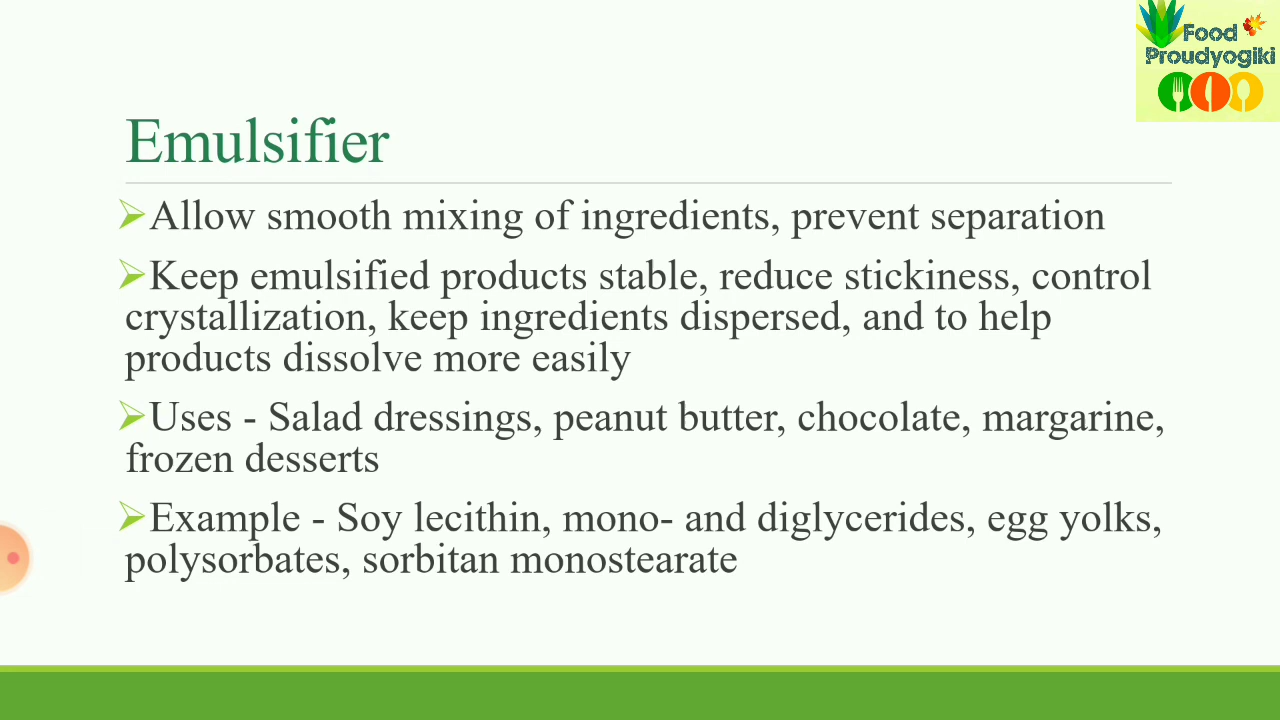 Food
Proudyogiki
Emulsifier
➢Allow smooth mixing of ingredients, prevent separation
➢Keep emulsified products stable, reduce stickiness, control
crystallization, keep ingredients dispersed, and to help
products dissolve more easily
➢Uses - Salad dressings, peanut butter, chocolate, margarine,
frozen desserts
➢Example - Soy lecithin, mono- and diglycerides, egg yolks,
polysorbates, sorbitan monostearate